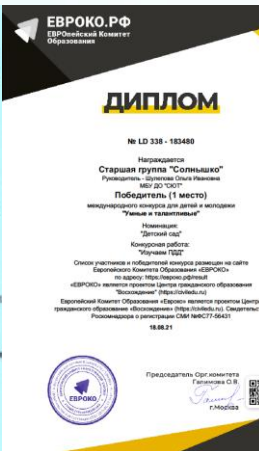 ЕВРОКО.РФ
ЕВРОпейский Комитет
Образования
ДИПЛОМ
№ LD 338 - 183480
Награждается
Старшая группа "Солнышко"
Руководитель - Шулепова Ольга Ивановна
МБУ ДО "СЮТ"
Победитель (1 место)
международного конкурса для детей и молодежи
"Умные и талантливые"
Номинация:
"Детский сад"
Конкурсная работа:
"Изучаем ПДД"
Список участников и победителей конкурса размещен на сайте
Европейского Комитета Образования «ЕВРОКО»
по адресу: https://евроко.рф/result
«ЕВРОКО» является проектом Центра гражданского образования
"Восхождение" (https://civiledu.ru)
Европейский Комитет Образования «Евроко» является проектом Центра
гражданского образование «Восхождение» (https://civiledu.ru). Свидетельство
Роскомнадзора о регистрации СМИ №ФС77-56431
18.08.21
ЕВРОКО
Председатель Орг.комитета
Галимова О.В.
г.Москва